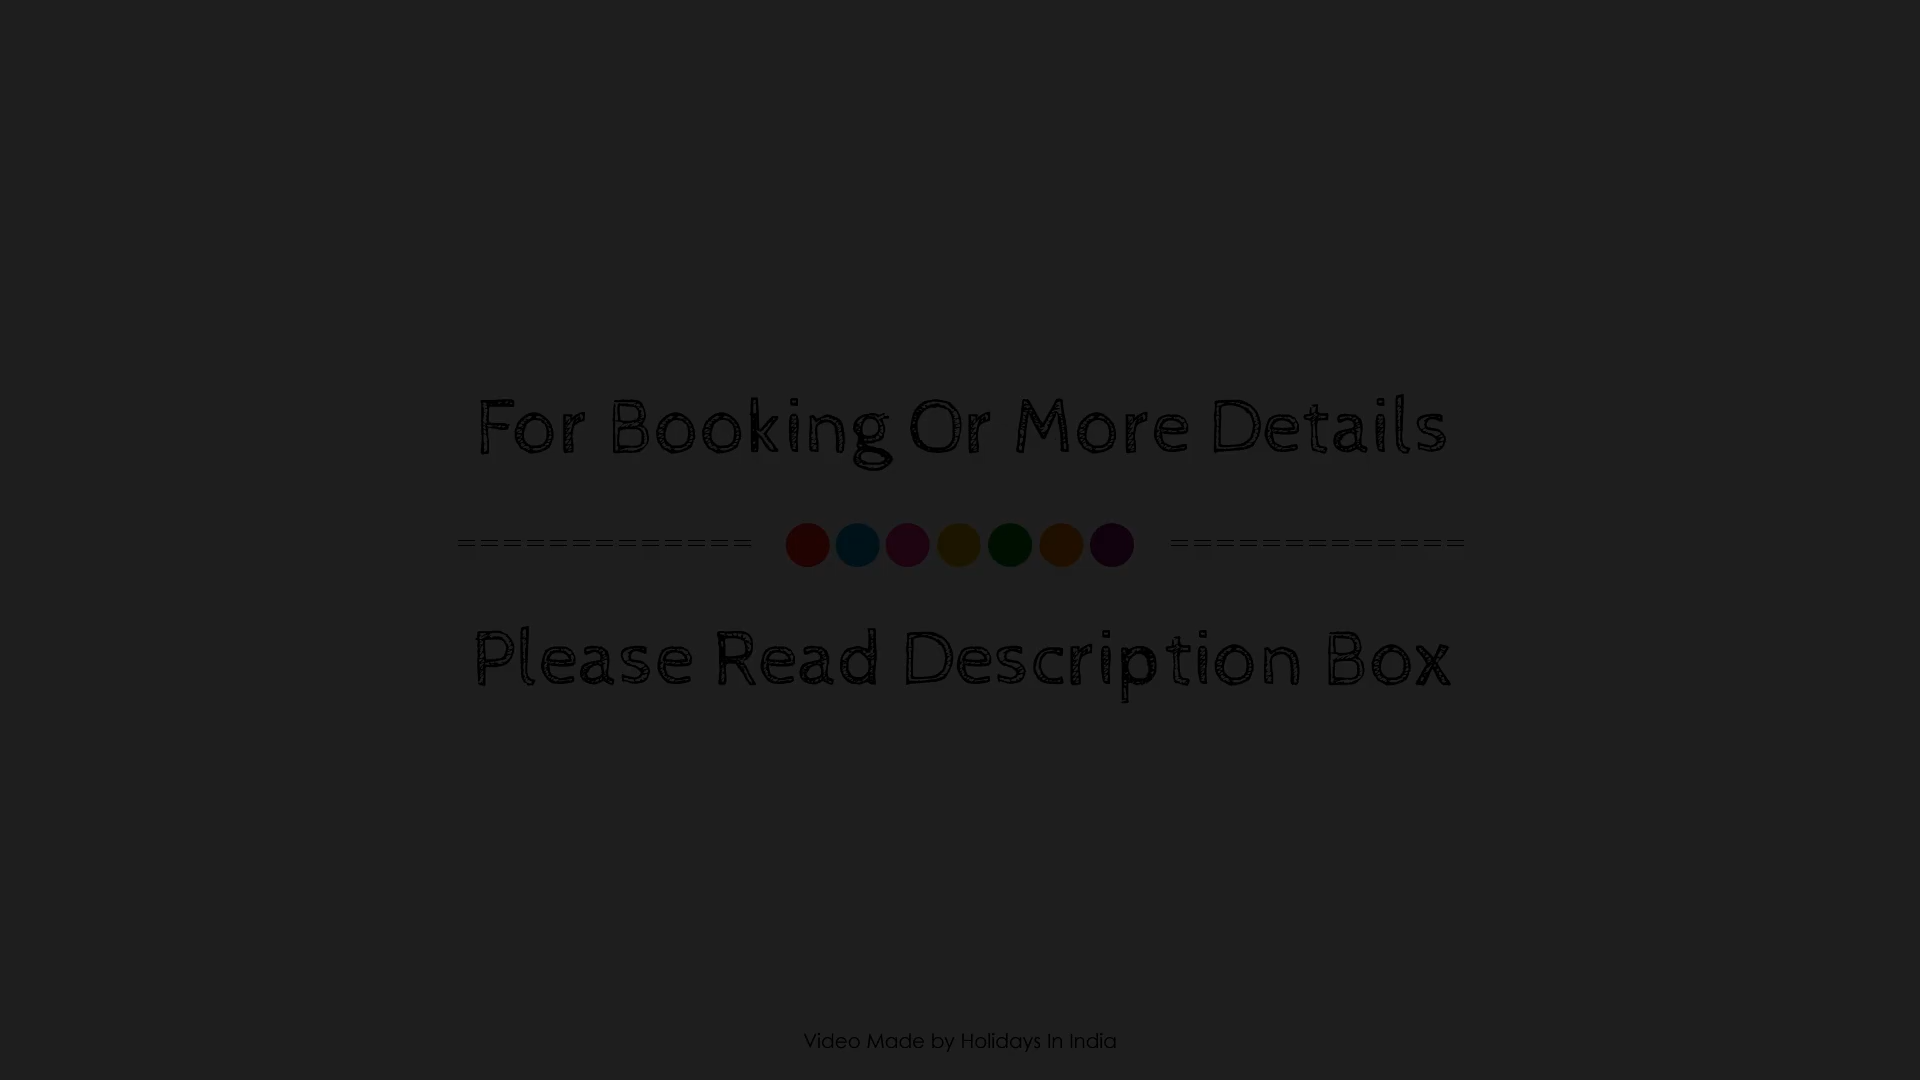 For Booking Or More Details
============= =============
Please Read Description Box
Video Made by Holidays In India